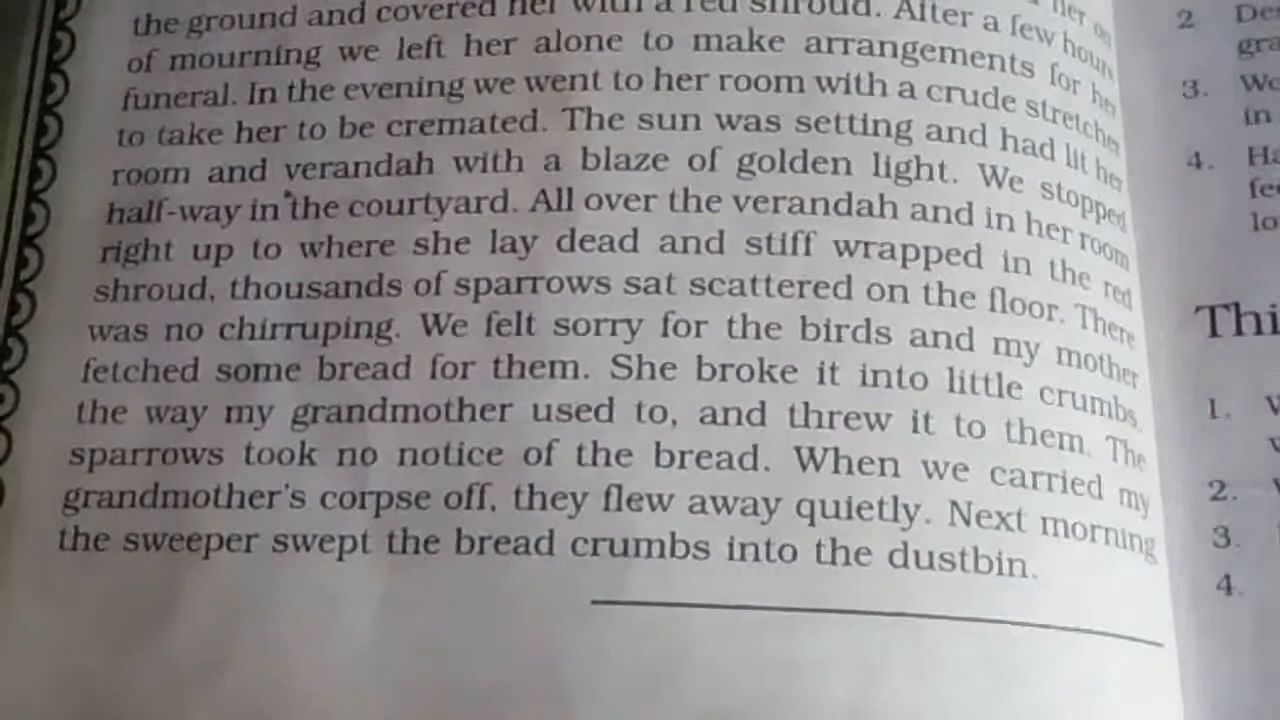 the ground and covered her with a red shroud. After a few hours
of mourning we left her alone to make arrangements for her
funeral. In the evening we went to her room with a crude stretcher
to take her to be cremated. The sun was setting and had lit her
room and verandah with a blaze of golden light. We stopped
half-way in the courtyard. All over the verandah and in her room
right up to where she lay dead and stiff wrapped in the red
shroud, thousands of sparrows sat scattered on the floor. There
was no chirruping. We felt sorry for the birds and my mother
fetched some bread for them. She broke it into little crumbs,
the way my grandmother used to, and threw it to them. The
sparrows took no notice of the bread. When we carried my
grandmother's corpse off, they flew away quietly. Next morning
the sweeper swept the bread crumbs into the dustbin.
2
3.
in
4.
Thi
1.
2.
3.
4.